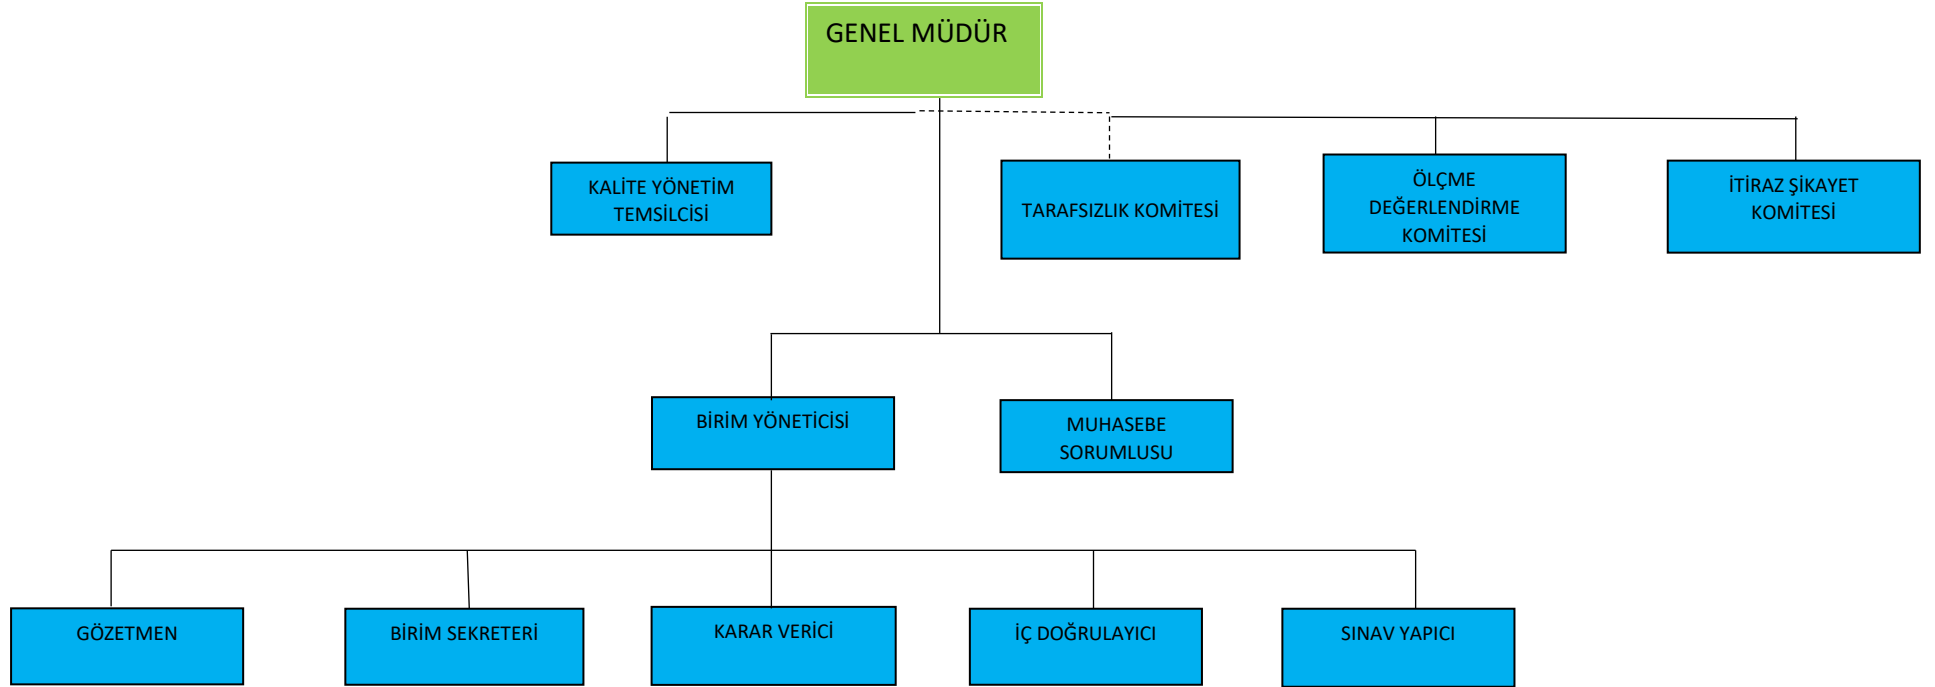 GENEL MÜDÜR
KALİTE YÖNETİM
TEMSİLCİSİ
TARAFSIZLIK KOMİTESİ
ÖLÇME
DEĞERLENDİRME
KOMİTESİ
İTİRAZ ŞİKAYET
KOMİTESİ
BİRİM YÖNETİCİSİ
MUHASEBE
SORUMLUSU
GÖZETMEN
BİRİM SEKRETERİ
KARAR VERİCİ
İÇ DOĞRULAYICI
SINAV YAPICI